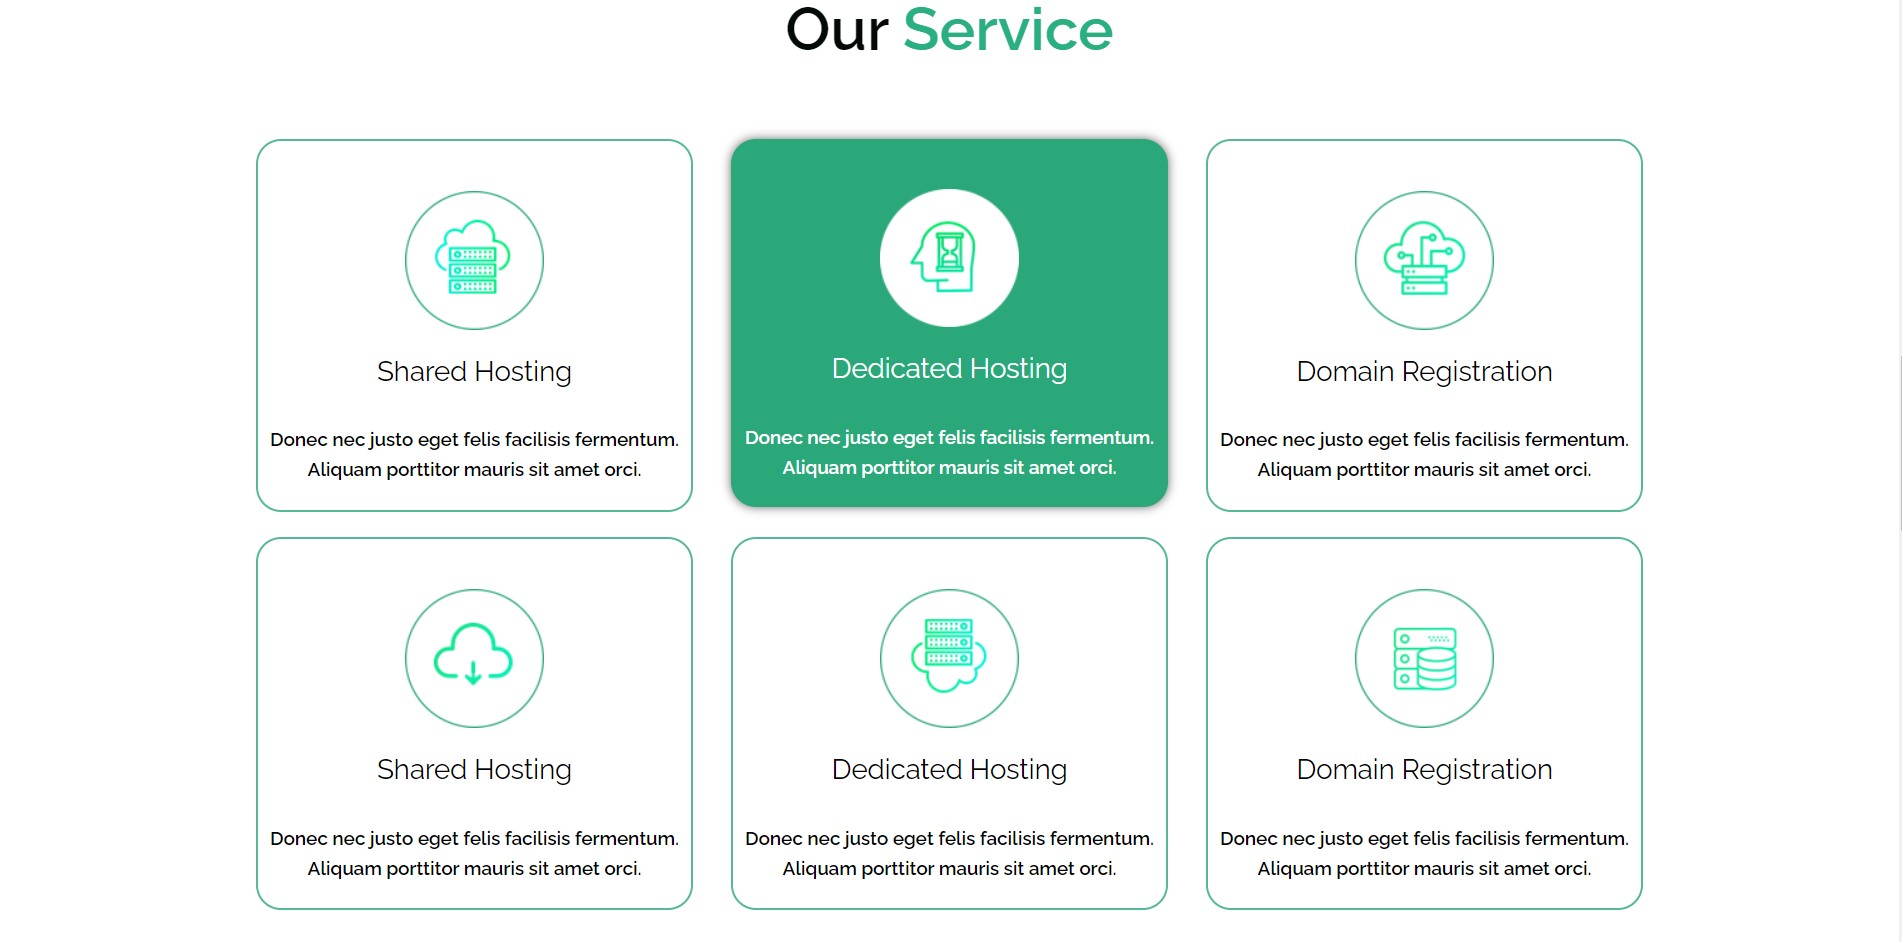 Our Service
Shared Hosting
Donec nec justo eget felis facilisis fermentum.
Aliquam porttitor mauris sit amet orci.
Dedicated Hosting
Donec nec justo eget felis facilisis fermentum.
Aliquam porttitor mauris sit amet orci.
Domain Registration
Donec nec justo eget felis facilisis fermentum.
Aliquam porttitor mauris sit amet orci.
Shared Hosting
Donec nec justo eget felis facilisis fermentum.
Aliquam porttitor mauris sit amet orci.
Dedicated Hosting
Donec nec justo eget felis facilisis fermentum.
Aliquam porttitor mauris sit amet orci.
Domain Registration
Donec nec justo eget felis facilisis fermentum.
Aliquam porttitor mauris sit amet orci.